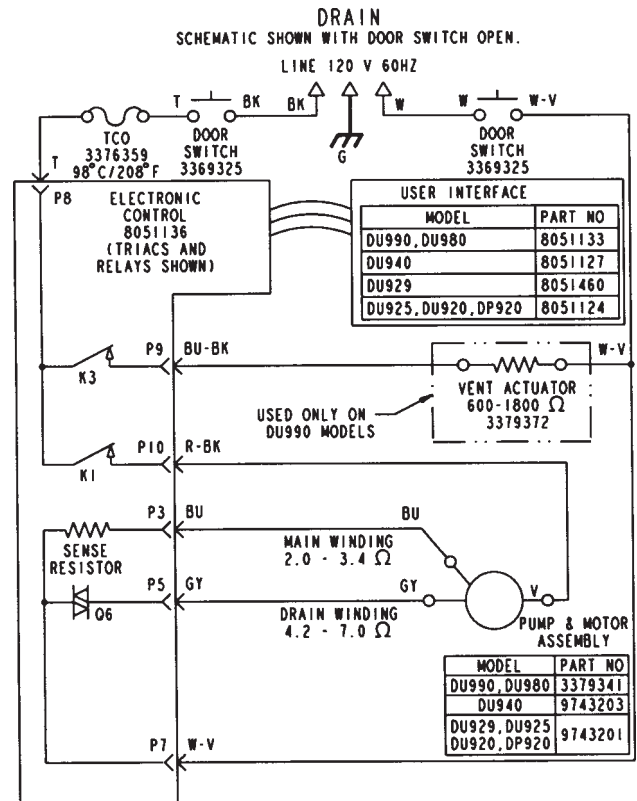 DRAIN
SCHEMATIC SHOWN WITH DOOR SWITCH OPEN.
LINE 120 V 60HZ
T
BK
BK
W
W
W-V
TCO
3376359
98°C/208°F
DOOR
SWITCH
3369325
G
DOOR
SWITCH
3369325
T
P8
ELECTRONIC
CONTROL
8051136
(TRIACS AND
RELAYS SHOWN)
USER INTERFACE
MODEL PART NO
DU990,DU980 8051133
DU940 8051127
DU929 8051460
DU925,DU920,DP920 8051124
K3
P9
BU-BK
W-V
VENT ACTUATOR
600-1800 Ω
3379372
USED ONLY ON
DU990 MODELS
K1
P10
R-BK
P3
BU
BU
SENSE
RESISTOR
MAIN WINDING
2.0 - 3.4 Ω
P5
GY
GY
V
Q6
DRAIN WINDING
4.2 - 7.0 Ω
PUMP & MOTOR
ASSEMBLY
MODEL PART NO
DU990,DU980 3379341
DU940 9743203
DU929,DU925
DU920,DP920 9743201
P7
W-V